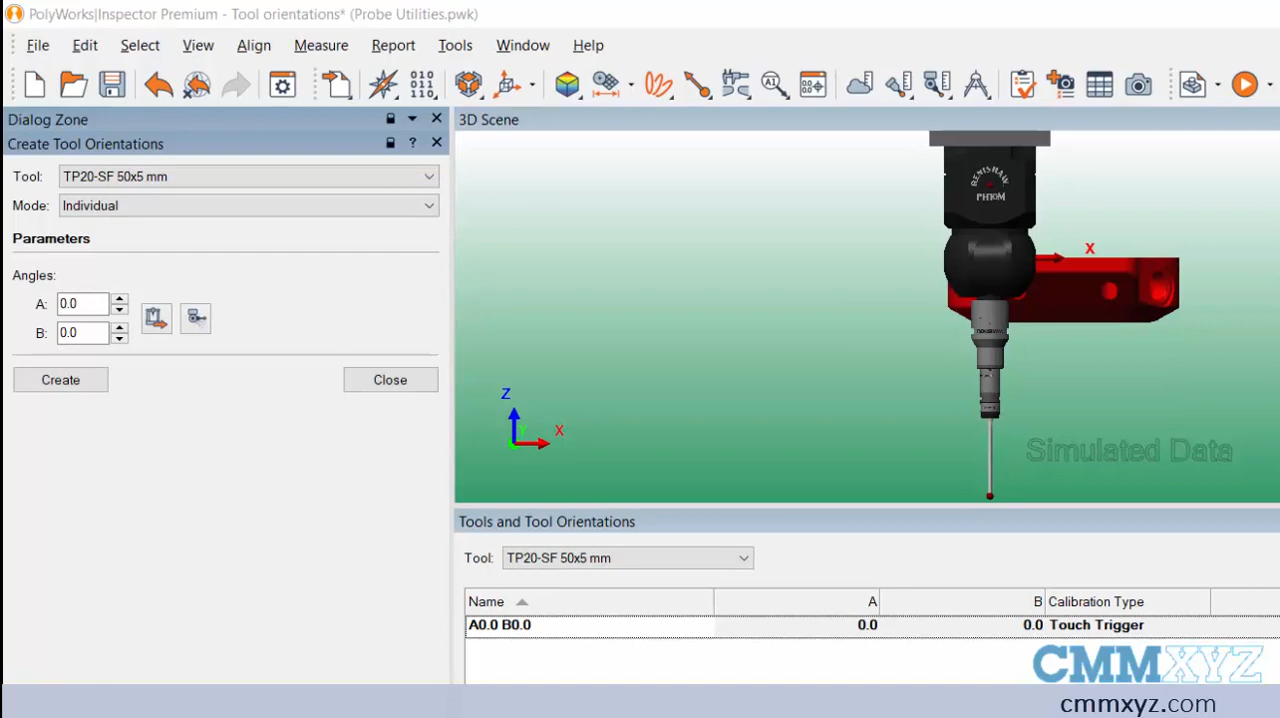 PolyWorks|Inspector Premium - Tool orientations* (Probe Utilities.pwk)
File Edit Select View Align Measure Report Tools Window Help
Dialog Zone
Create Tool Orientations
Tool: TP20-SF 50x5 mm
Mode: Individual
Parameters
Angles:
A: 0.0
B: 0.0
Create Close
3D Scene
RENISHAW
PH10M
X
Z
Y
X
Simulated Data
Tools and Tool Orientations
Tool: TP20-SF 50x5 mm
Name A B Calibration Type
A0.0 B0.0 0.0 0.0 Touch Trigger
CMMXYZ
cmmxyz.com